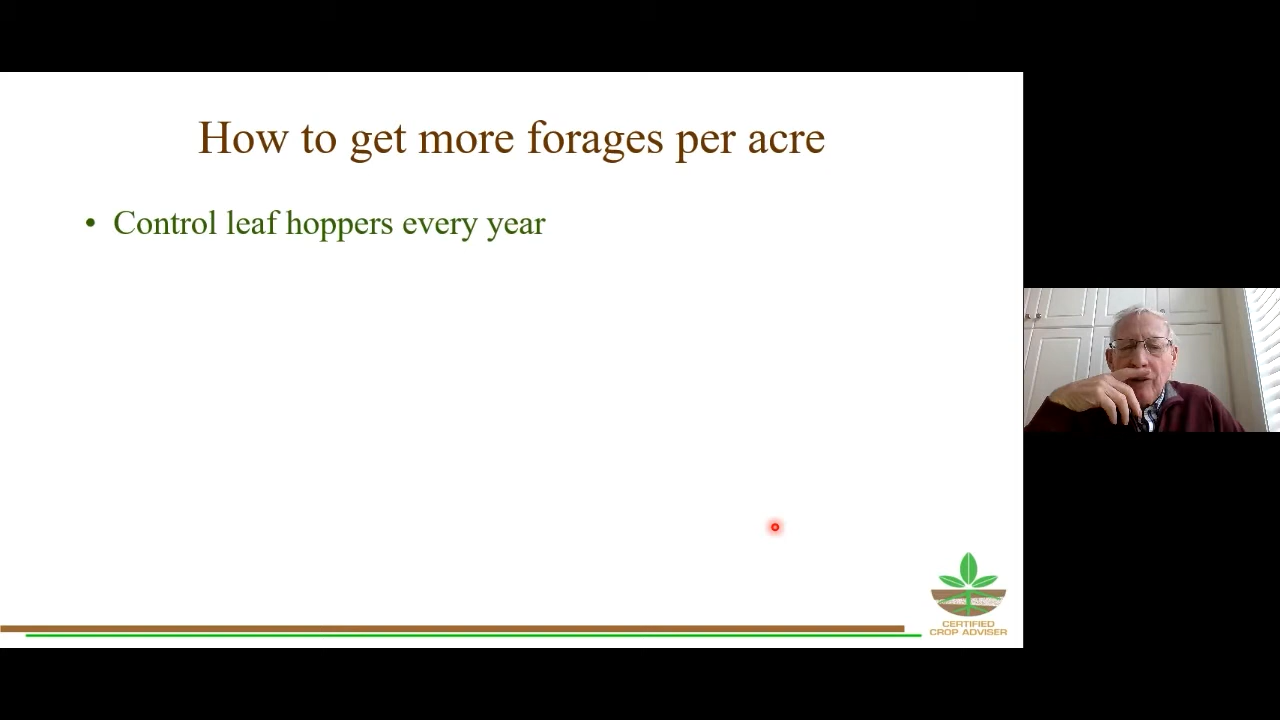 How to get more forages per acre
• Control leaf hoppers every year
CERTIFIED
CROP ADVISER